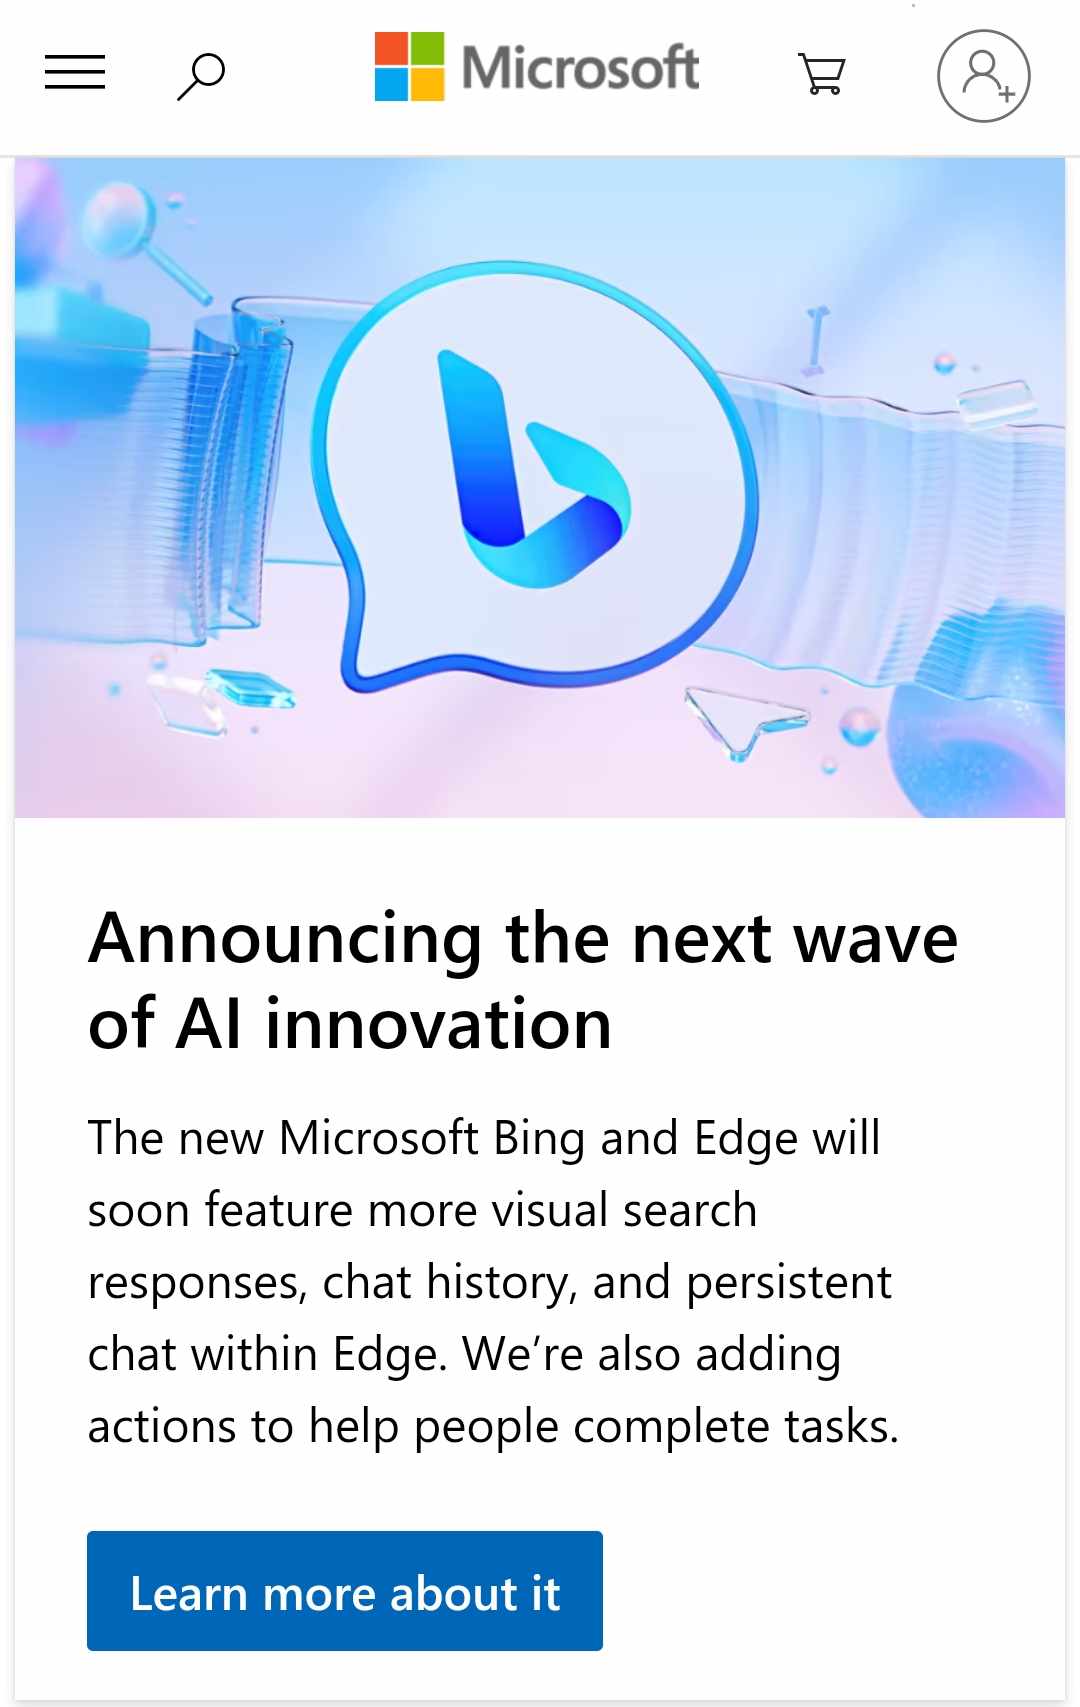 Microsoft
Announcing the next wave
of AI innovation
The new Microsoft Bing and Edge will
soon feature more visual search
responses, chat history, and persistent
chat within Edge. We’re also adding
actions to help people complete tasks.
Learn more about it